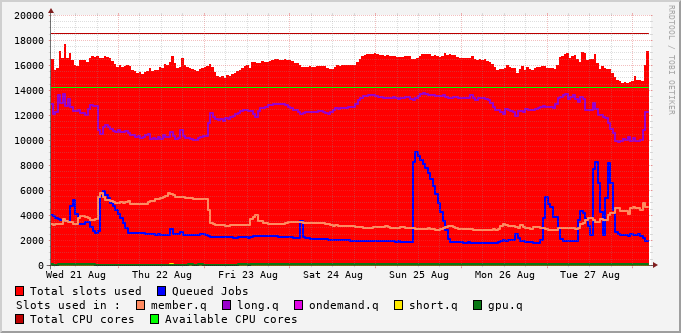 20000
18000
16000
14000
12000
10000
8000
6000
4000
2000
0
Wed 21 Aug Thu 22 Aug Fri 23 Aug Sat 24 Aug Sun 25 Aug Mon 26 Aug Tue 27 Aug
Total slots used Queued Jobs
Slots used in : member.q long.q ondemand.q short.q gpu.q
Total CPU cores Available CPU cores
RRDTOOL / TOBI OETIKER